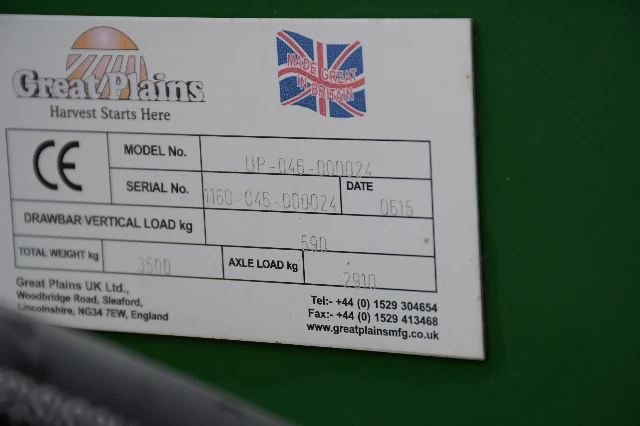 Great Plains
Harvest Starts Here
MADE GREAT
IN BRITAIN
CE
MODEL No. UP-046-000024
SERIAL No. 1160-046-000024 DATE 0615
DRAWBAR VERTICAL LOAD kg 590
TOTAL WEIGHT kg 3500 AXLE LOAD kg 2910
Great Plains UK Ltd.,
Woodbridge Road, Sleaford,
Lincolnshire, NG34 7EW, England
Tel:- +44 (0) 1529 304654
Fax:- +44 (0) 1529 413468
www.greatplainsmfg.co.uk